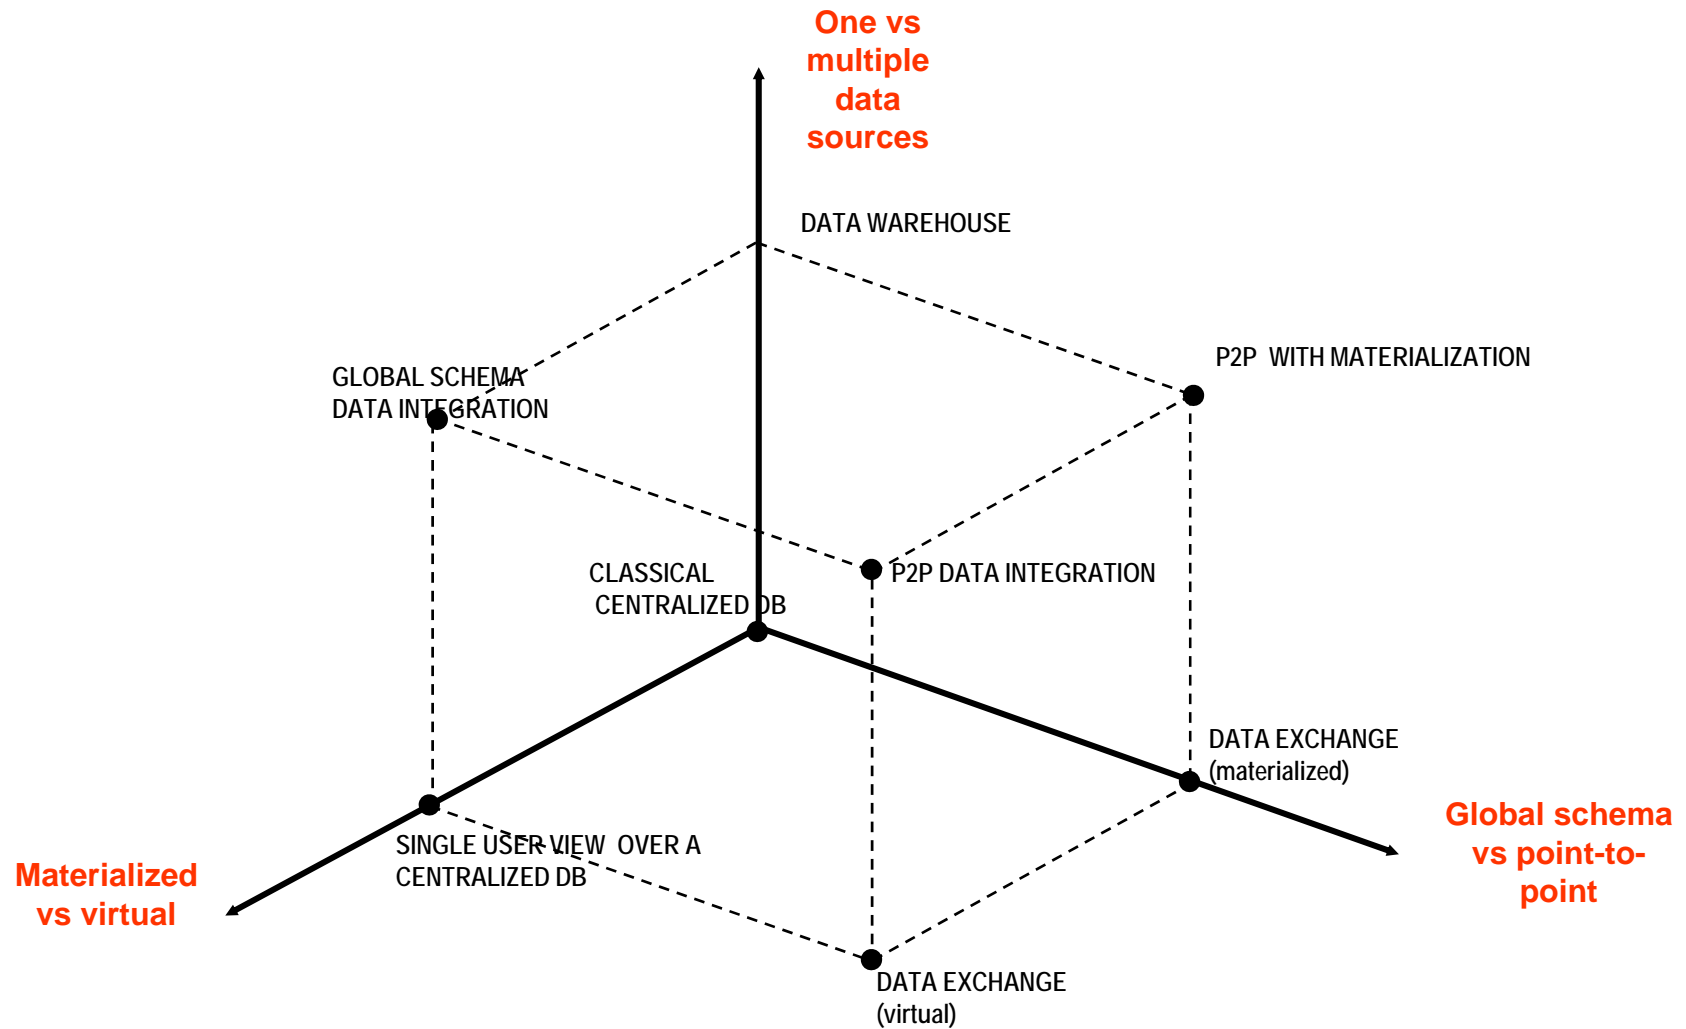 One vs
multiple
data
sources
DATA WAREHOUSE
P2P WITH MATERIALIZATION
GLOBAL SCHEMA
DATA INTEGRATION
CLASSICAL
CENTRALIZED DB
P2P DATA INTEGRATION
DATA EXCHANGE
(materialized)
Global schema
vs point-to-
point
SINGLE USER VIEW OVER A
CENTRALIZED DB
Materialized
vs virtual
DATA EXCHANGE
(virtual)